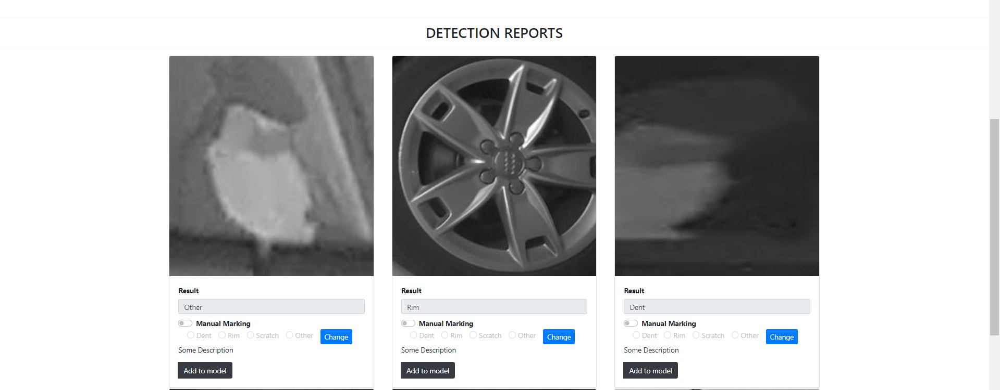 DETECTION REPORTS
Result
Other
Manual Marking
Dent Rim Scratch Other Change
Some Description
Add to model
Result
Rim
Manual Marking
Dent Rim Scratch Other Change
Some Description
Add to model
Result
Dent
Manual Marking
Dent Rim Scratch Other Change
Some Description
Add to model